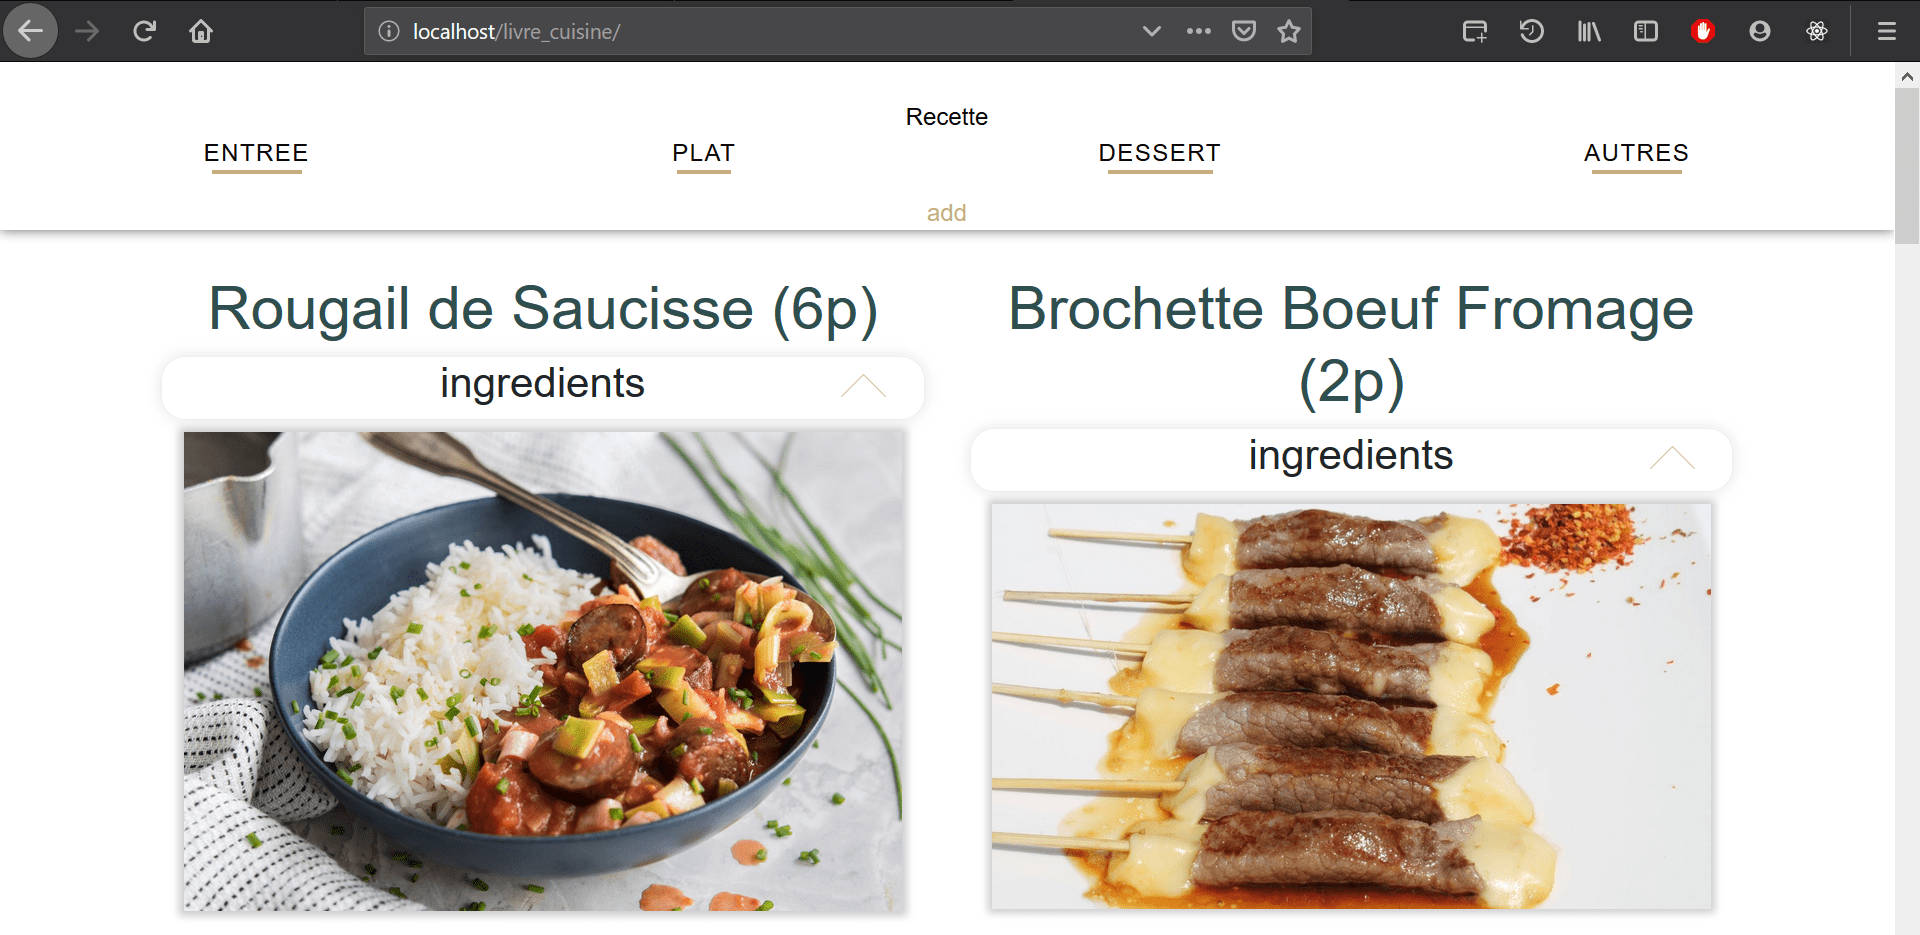 localhost/livre_cuisine/
Recette
ENTREE PLAT DESSERT AUTRES
add
Rougail de Saucisse (6p)
ingredients
Brochette Boeuf Fromage
(2p)
ingredients